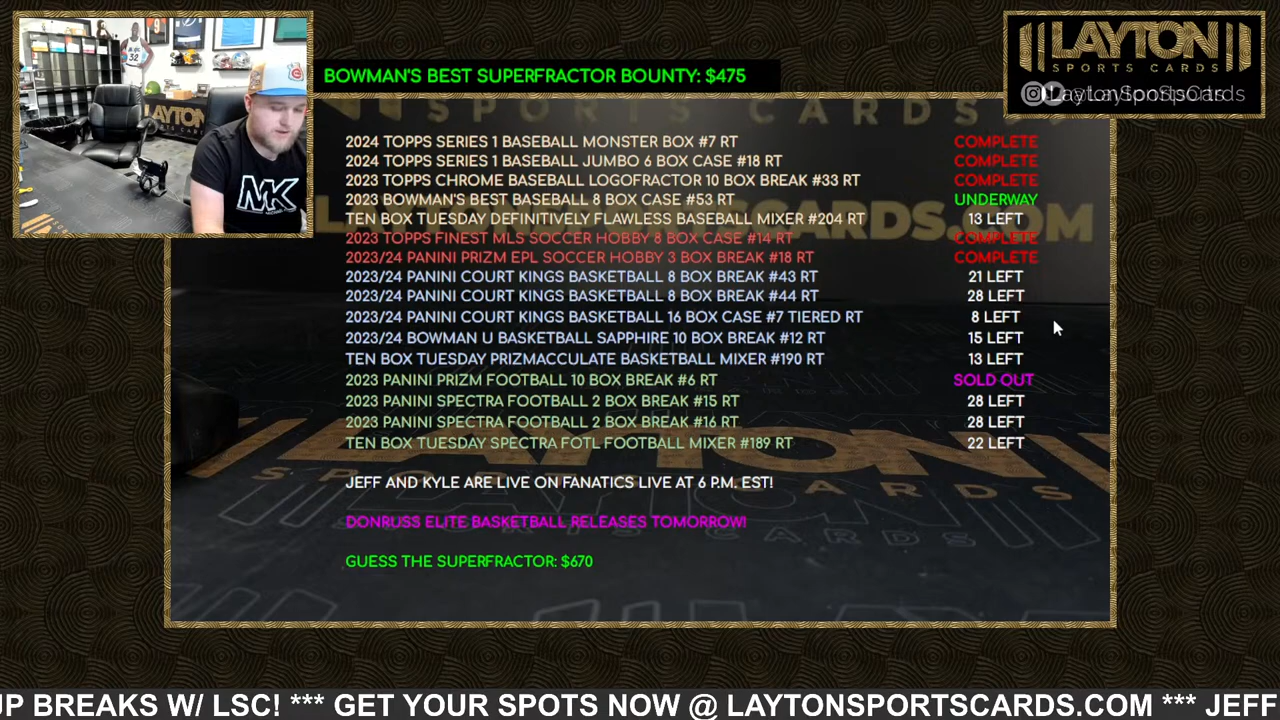 BOWMAN'S BEST SUPERFRACTOR BOUNTY: $475
LAYTON
SPORTS CARDS
SPORTS CARDS
2024 TOPPS SERIES 1 BASEBALL MONSTER BOX #7 RT COMPLETE
2024 TOPPS SERIES 1 BASEBALL JUMBO 6 BOX CASE #18 RT COMPLETE
2023 TOPPS CHROME BASEBALL LOGOFRACTOR 10 BOX BREAK #33 RT COMPLETE
2023 BOWMAN'S BEST BASEBALL 8 BOX CASE #53 RT UNDERWAY
TEN BOX TUESDAY DEFINITIVELY FLAWLESS BASEBALL MIXER #204 RT 13 LEFT
2023 TOPPS FINEST MLS SOCCER HOBBY 8 BOX CASE #14 RT COMPLETE
2023/24 PANINI PRIZM EPL SOCCER HOBBY 3 BOX BREAK #18 RT COMPLETE
2023/24 PANINI COURT KINGS BASKETBALL 8 BOX BREAK #43 RT 21 LEFT
2023/24 PANINI COURT KINGS BASKETBALL 8 BOX BREAK #44 RT 28 LEFT
2023/24 PANINI COURT KINGS BASKETBALL 16 BOX CASE #7 TIERED RT 8 LEFT
2023/24 BOWMAN U BASKETBALL SAPPHIRE 10 BOX BREAK #12 RT 15 LEFT
TEN BOX TUESDAY PRIZMACCULATE BASKETBALL MIXER #190 RT 13 LEFT
2023 PANINI PRIZM FOOTBALL 10 BOX BREAK #6 RT SOLD OUT
2023 PANINI SPECTRA FOOTBALL 2 BOX BREAK #15 RT 28 LEFT
2023 PANINI SPECTRA FOOTBALL 2 BOX BREAK #16 RT 28 LEFT
TEN BOX TUESDAY SPECTRA FOTL FOOTBALL MIXER #189 RT 22 LEFT
JEFF AND KYLE ARE LIVE ON FANATICS LIVE AT 6 P.M. EST!
DONRUSS ELITE BASKETBALL RELEASES TOMORROW!
GUESS THE SUPERFRACTOR: $670
MK
32
LAYTON
UP BREAKS W/ LSC! *** GET YOUR SPOTS NOW @ LAYTONSPORTSCARDS.COM *** JEFF